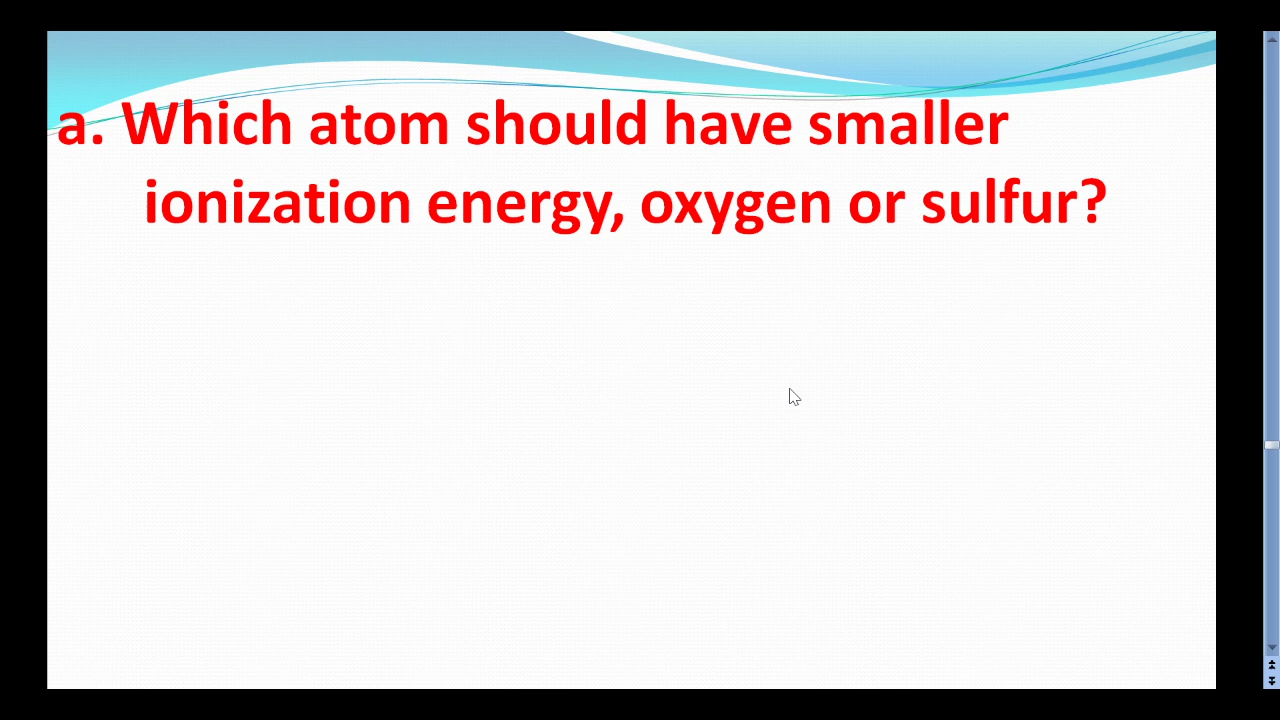 a. Which atom should have smaller
ionization energy, oxygen or sulfur?